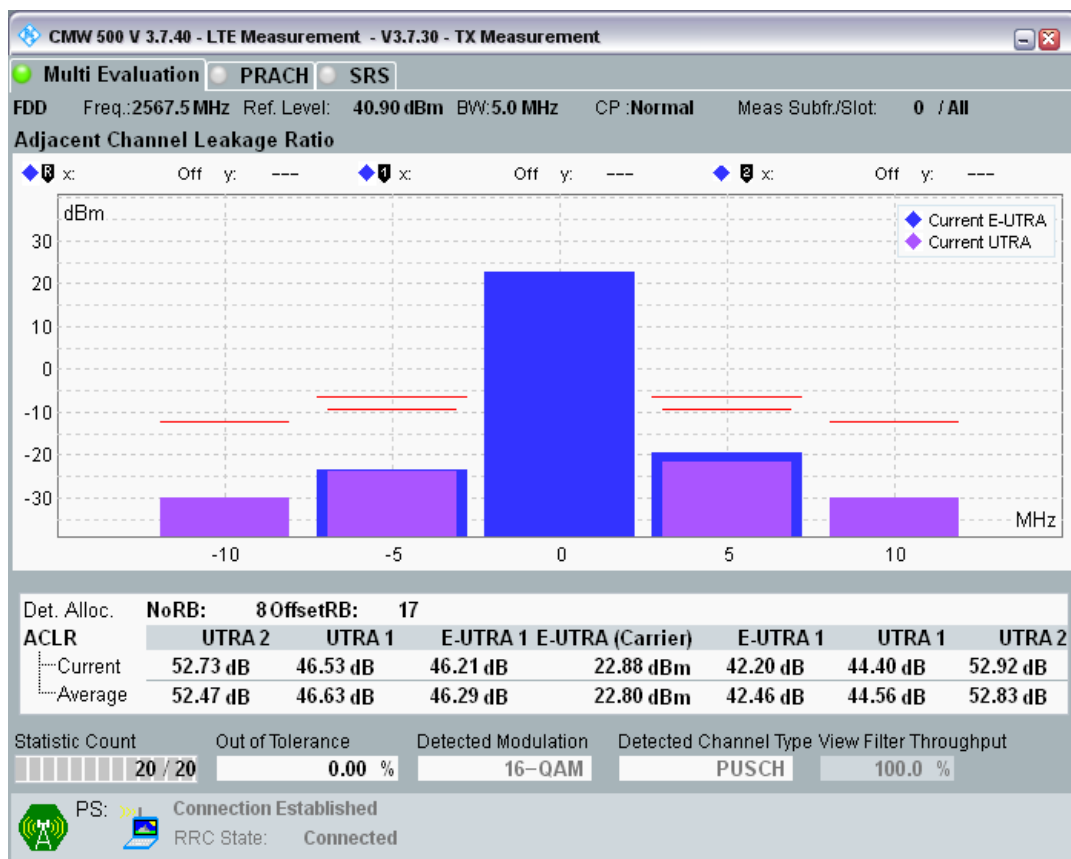 CMW 500 V 3.7.40 - LTE Measurement - V3.7.30 - TX Measurement
Multi Evaluation PRACH SRS
FDD Freq.:2567.5 MHz Ref. Level: 40.90 dBm BW:5.0 MHz CP :Normal Meas Subfr./Slot: 0 / All
Adjacent Channel Leakage Ratio
R x: Off y: --- 1 x: Off y: --- 2 x: Off y: ---
dBm
Current E-UTRA
Current UTRA
30
20
10
0
-10
-20
-30
MHz
-10 -5 0 5 10
Det. Alloc. NoRB: 8 OffsetRB: 17
ACLR UTRA 2 UTRA 1 E-UTRA 1 E-UTRA (Carrier) E-UTRA 1 UTRA 1 UTRA 2
Current 52.73 dB 46.53 dB 46.21 dB 22.88 dBm 42.20 dB 44.40 dB 52.92 dB
Average 52.47 dB 46.63 dB 46.29 dB 22.80 dBm 42.46 dB 44.56 dB 52.83 dB
Statistic Count Out of Tolerance Detected Modulation Detected Channel Type View Filter Throughput
20 / 20 0.00 % 16-QAM PUSCH 100.0 %
PS: Connection Established
RRC State: Connected